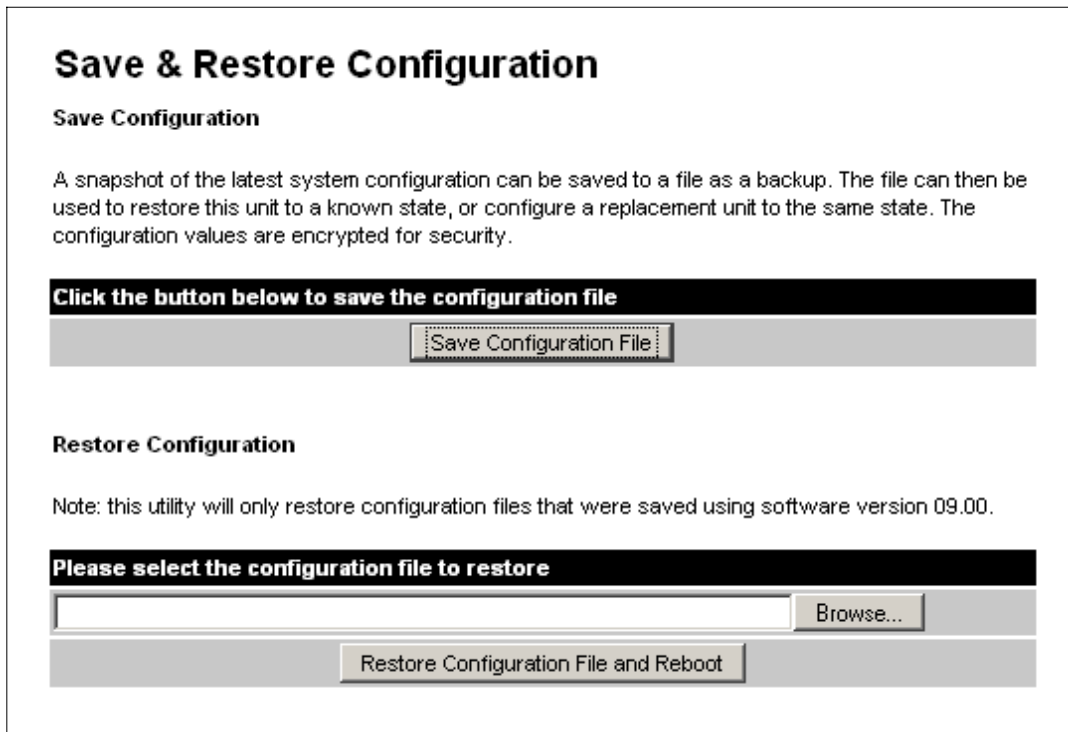 Save & Restore Configuration
Save Configuration
A snapshot of the latest system configuration can be saved to a file as a backup. The file can then be
used to restore this unit to a known state, or configure a replacement unit to the same state. The
configuration values are encrypted for security.
Click the button below to save the configuration file
Save Configuration File
Restore Configuration
Note: this utility will only restore configuration files that were saved using software version 09.00.
Please select the configuration file to restore
Browse...
Restore Configuration File and Reboot